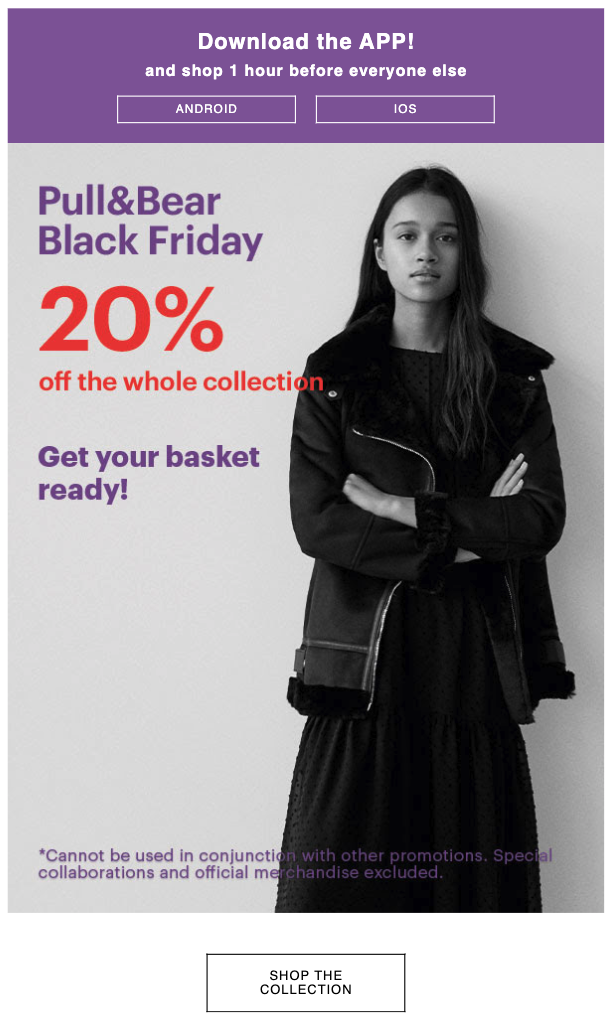 Download the APP!
and shop 1 hour before everyone else
ANDROID
IOS
Pull&Bear
Black Friday
20%
off the whole collection
Get your basket
ready!
*Cannot be used in conjunction with other promotions. Special
collaborations and official merchandise excluded.
SHOP THE
COLLECTION